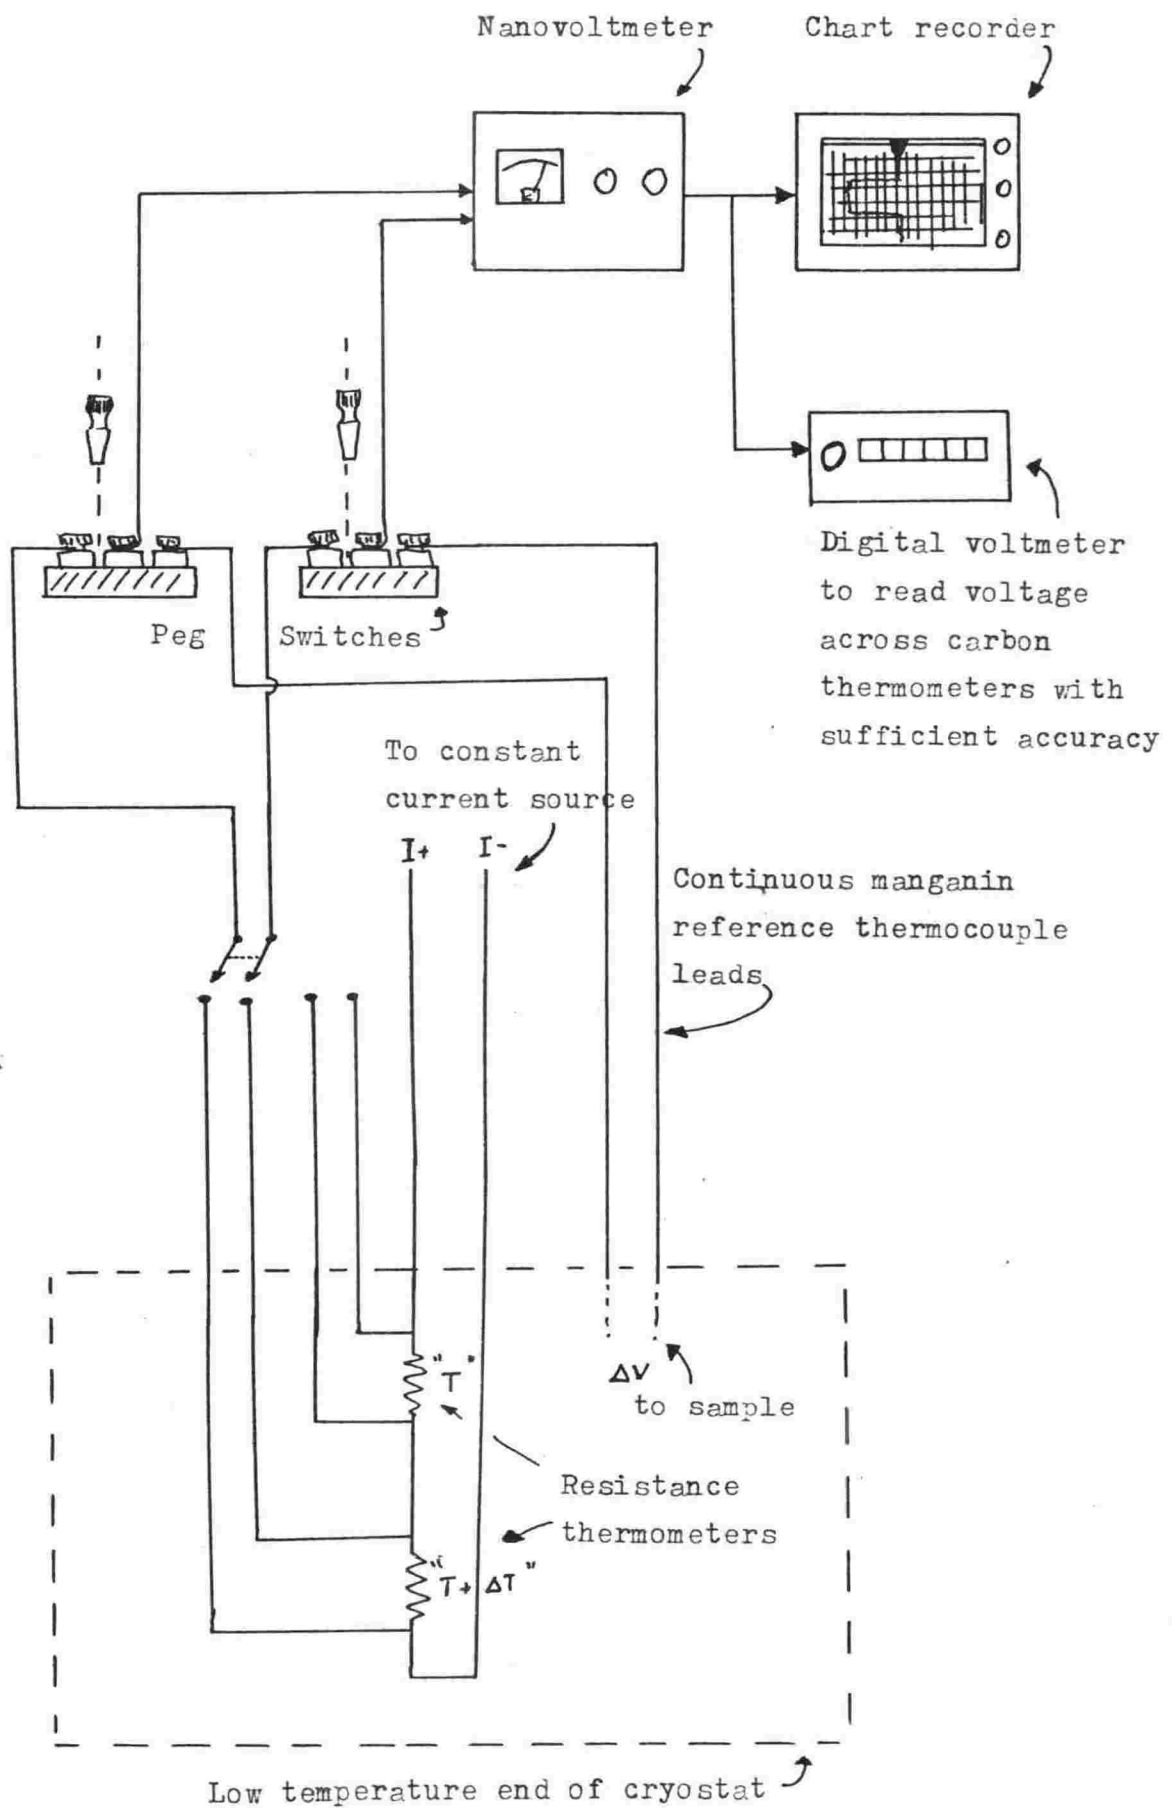 Nanovoltmeter
Chart recorder
Digital voltmeter
to read voltage
across carbon
thermometers with
sufficient accuracy
Peg Switches
To constant
current source
I+ I-
Continuous manganin
reference thermocouple
leads
"T"
ΔV
to sample
Resistance
thermometers
"T+ ΔT"
Low temperature end of cryostat